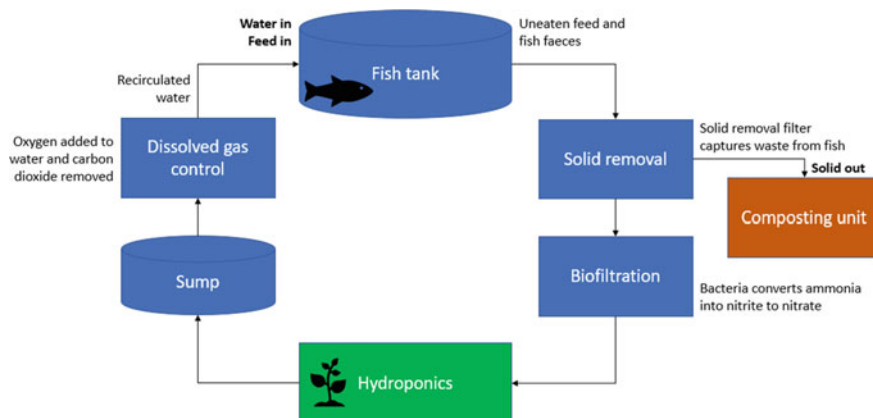 Water in
Feed in
Fish tank
Uneaten feed and
fish faeces
Recirculated
water
Oxygen added to
water and carbon
dioxide removed
Dissolved gas
control
Solid removal
Solid removal filter
captures waste from fish
Solid out
Composting unit
Sump
Biofiltration
Bacteria converts ammonia
into nitrite to nitrate
Hydroponics